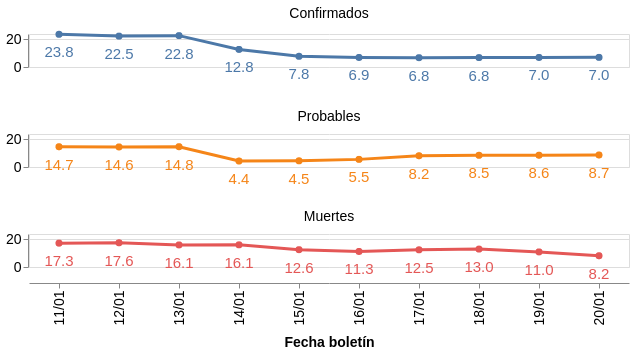 Confirmados
20
0
23.8 22.5 22.8 12.8 7.8 6.9 6.8 6.8 7.0 7.0
Probables
20
0
14.7 14.6 14.8 4.4 4.5 5.5 8.2 8.5 8.6 8.7
Muertes
20
0
17.3 17.6 16.1 16.1 12.6 11.3 12.5 13.0 11.0 8.2
11/01 12/01 13/01 14/01 15/01 16/01 17/01 18/01 19/01 20/01
Fecha boletín